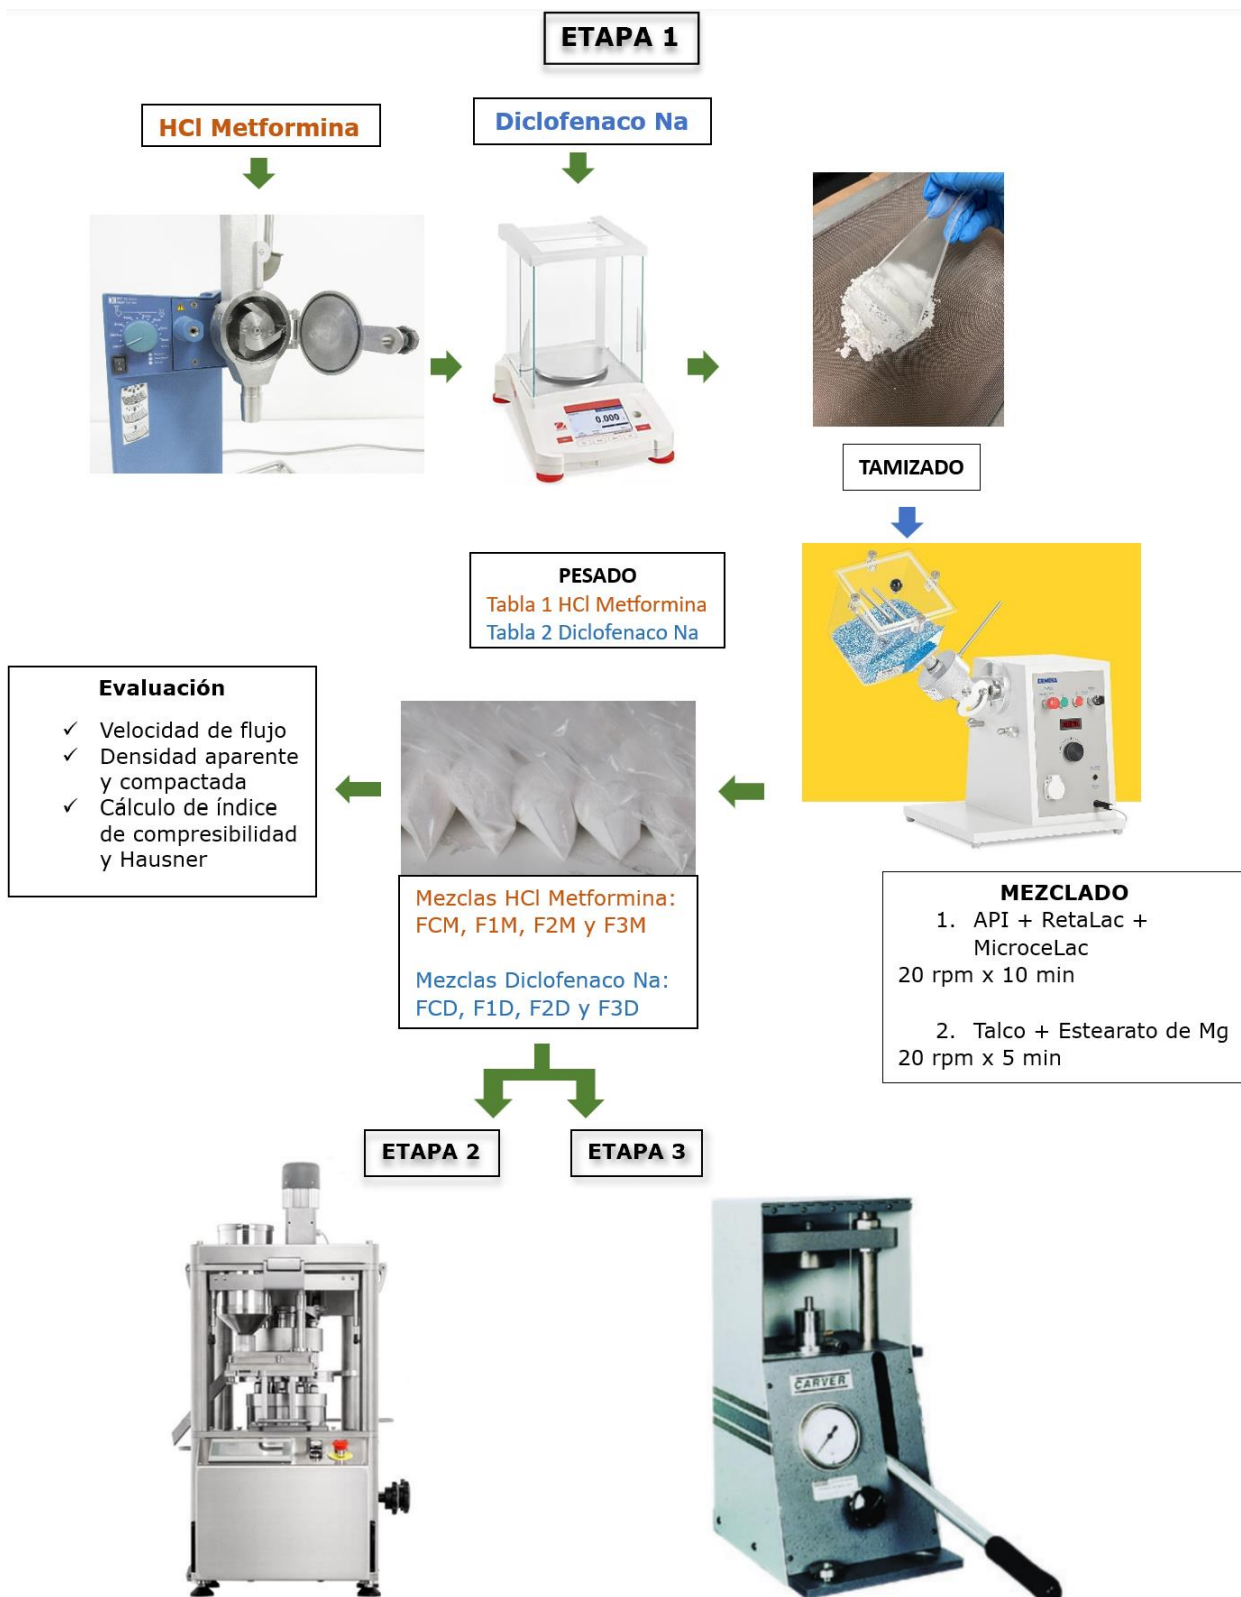 ETAPA 1
HCl Metformina
Diclofenaco Na
0.000
TAMIZADO
PESADO
Tabla 1 HCl Metformina
Tabla 2 Diclofenaco Na
Evaluación
✓ Velocidad de flujo
✓ Densidad aparente
y compactada
✓ Cálculo de índice
de compresibilidad
y Hausner
Mezclas HCl Metformina:
FCM, F1M, F2M y F3M
Mezclas Diclofenaco Na:
FCD, F1D, F2D y F3D
MEZCLADO
1. API + RetaLac +
MicroceLac
20 rpm x 10 min
2. Talco + Estearato de Mg
20 rpm x 5 min
ETAPA 2
ETAPA 3
CARVER